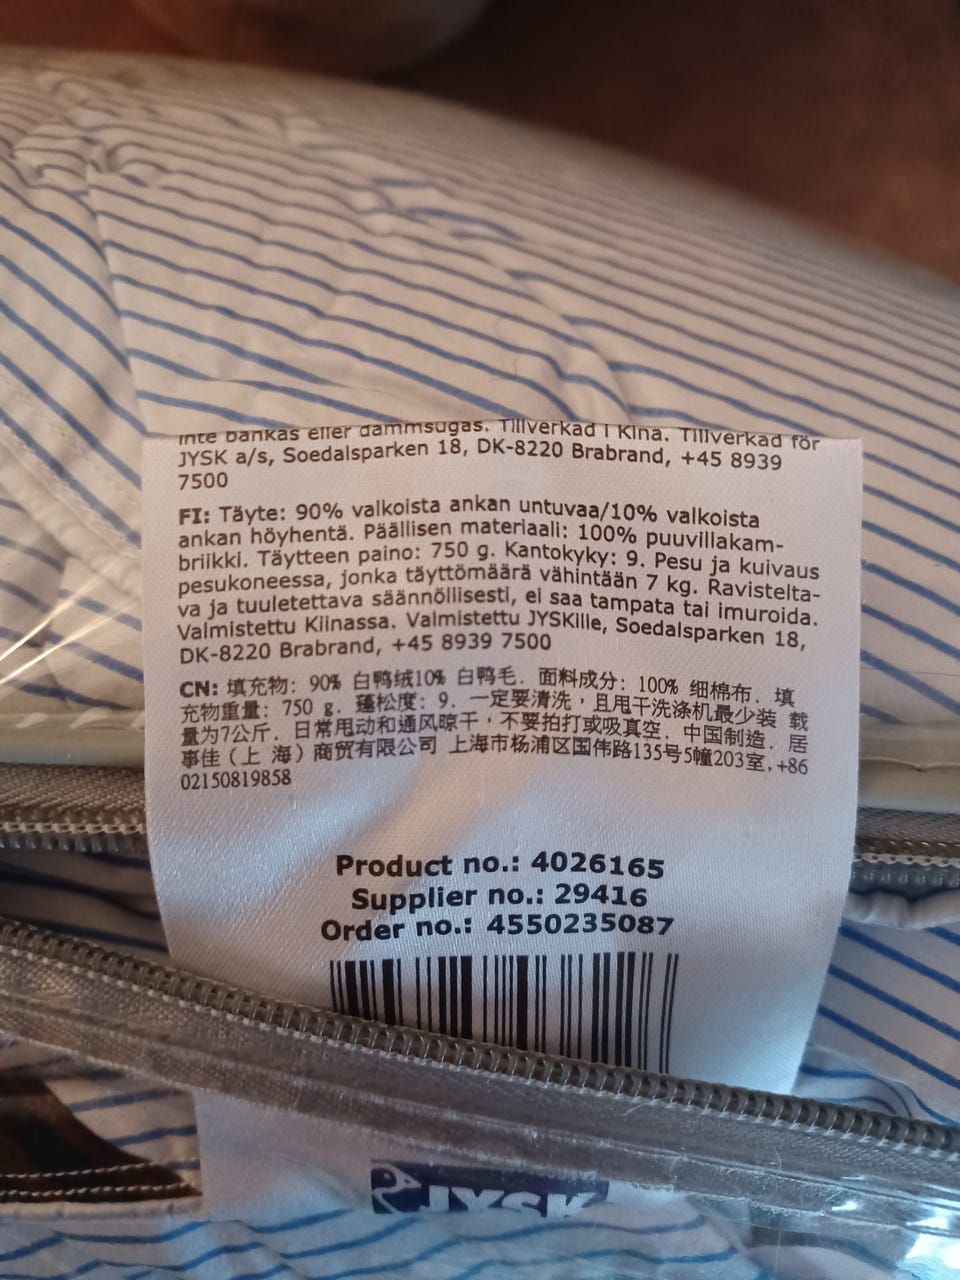 inte bankas eller dammsugas. Tillverkad i Kina. Tillverkad för
JYSK a/s, Soedalsparken 18, DK-8220 Brabrand, +45 8939
7500
FI: Täyte: 90% valkoista ankan untuvaa/10% valkoista
ankan höyhentä. Päällisen materiaali: 100% puuvillakam-
briikki. Täytteen paino: 750 g. Kantokyky: 9. Pesu ja kuivaus
pesukoneessa, jonka täyttömäärä vähintään 7 kg. Ravistelta-
va ja tuuletettava säännöllisesti, ei saa tampata tai imuroida.
Valmistettu Kiinassa. Valmistettu JYSKille, Soedalsparken 18,
DK-8220 Brabrand, +45 8939 7500
CN: 填充物: 90% 白鸭绒10% 白鸭毛. 面料成分: 100% 细棉布. 填
充物重量: 750 g. 蓬松度: 9. 一定要清洗，且甩干洗涤机最少装 载
量为7公斤. 日常甩动和通风晾干，不要拍打或吸真空. 中国制造. 居
事佳（上 海）商贸有限公司 上海市杨浦区国伟路135号5幢203室, +86
02150819858
Product no.: 4026165
Supplier no.: 29416
Order no.: 4550235087
JYSK